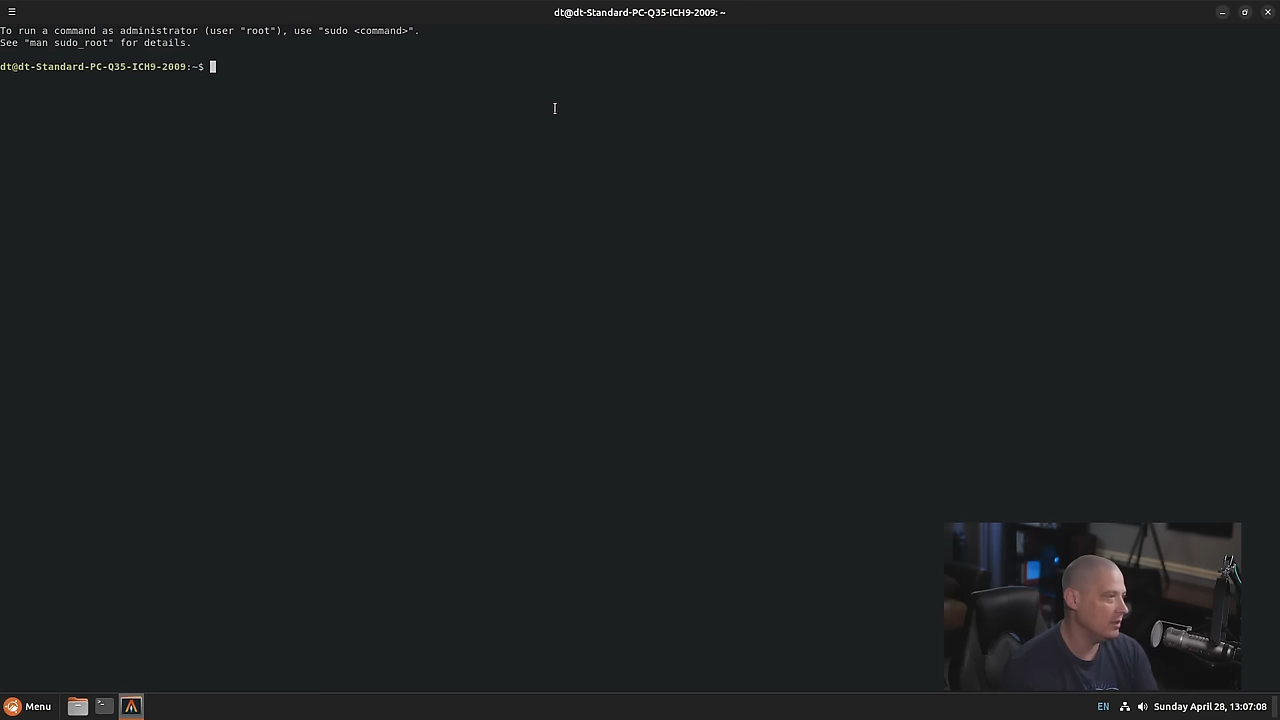 dt@dt-Standard-PC-Q35-ICH9-2009: ~
To run a command as administrator (user "root"), use "sudo <command>".
See "man sudo_root" for details.
dt@dt-Standard-PC-Q35-ICH9-2009:~$
Menu
EN
Sunday April 28, 13:07:08